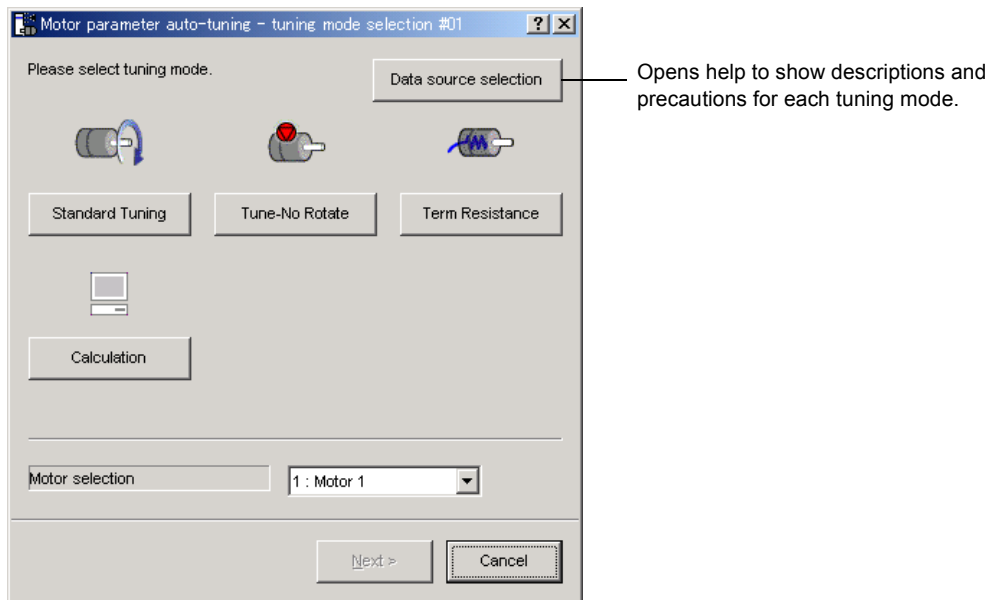 Motor parameter auto-tuning - tuning mode selection #01
Please select tuning mode.
Data source selection
Opens help to show descriptions and
precautions for each tuning mode.
Standard Tuning
Tune-No Rotate
Term Resistance
Calculation
Motor selection
1 : Motor 1
Next >
Cancel